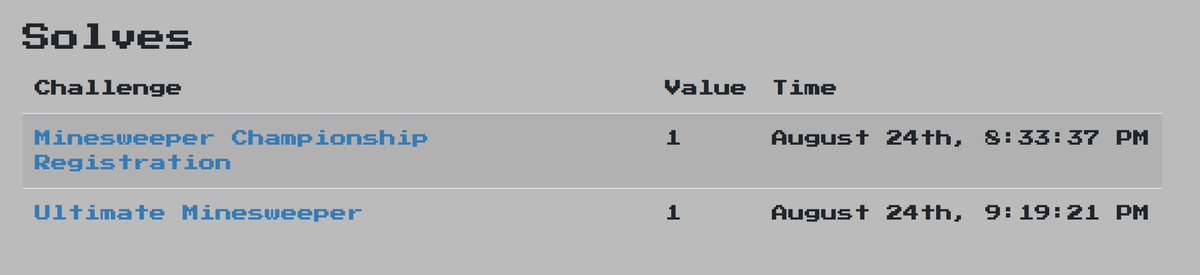 Solves
Challenge Value Time
Minesweeper Championship 1 August 24th, 8:33:37 PM
Registration
Ultimate Minesweeper 1 August 24th, 9:19:21 PM